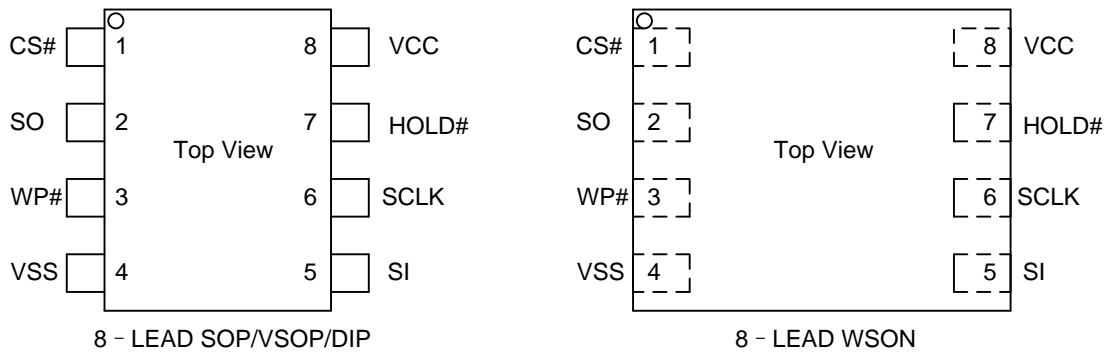 CS# 1 8 VCC
SO 2 7 HOLD#
Top View
WP# 3 6 SCLK
VSS 4 5 SI
8 – LEAD SOP/VSOP/DIP
CS# 1 8 VCC
SO 2 7 HOLD#
Top View
WP# 3 6 SCLK
VSS 4 5 SI
8 – LEAD WSON